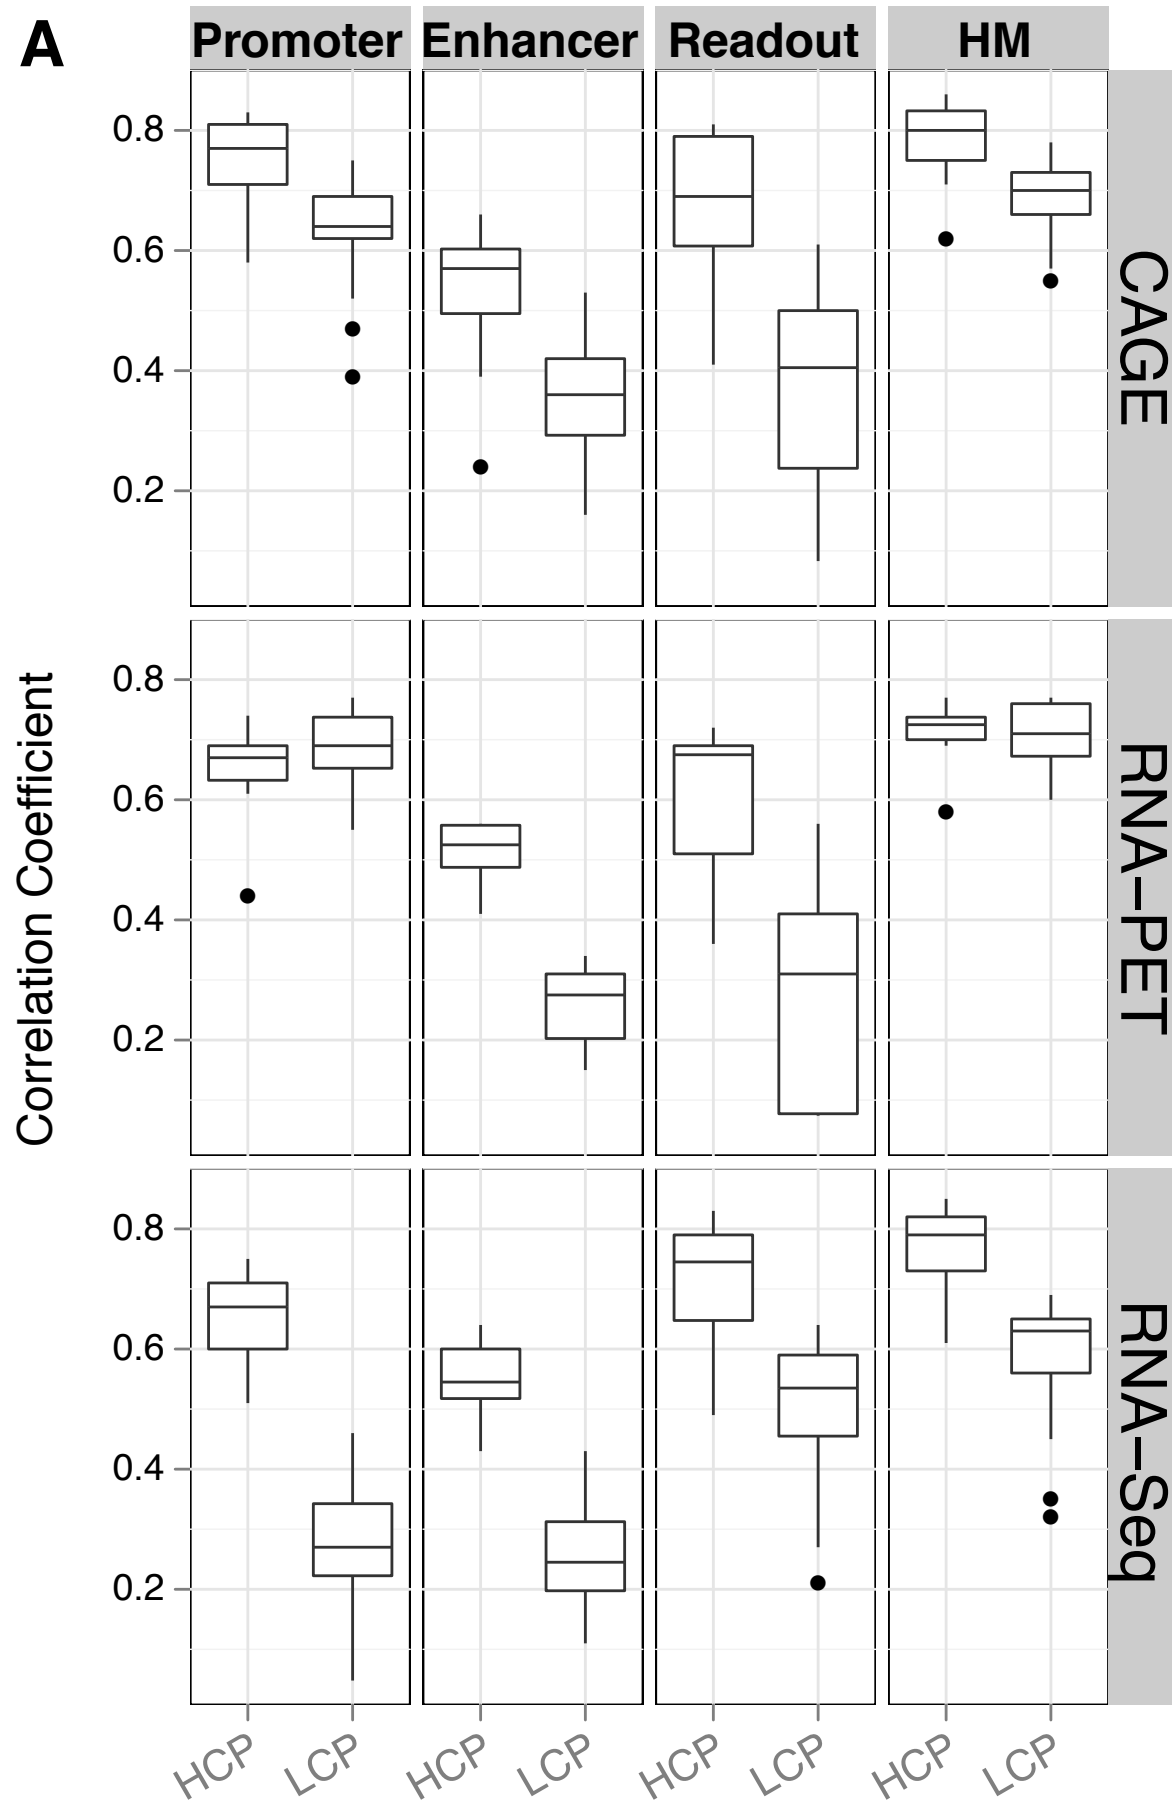 A
Promoter Enhancer Readout HM
0.8
0.6
0.4
0.2
CAGE
0.8
0.6
0.4
0.2
RNA−PET
0.8
0.6
0.4
0.2
RNA−Seq
Correlation Coefficient
HCP LCP HCP LCP HCP LCP HCP LCP